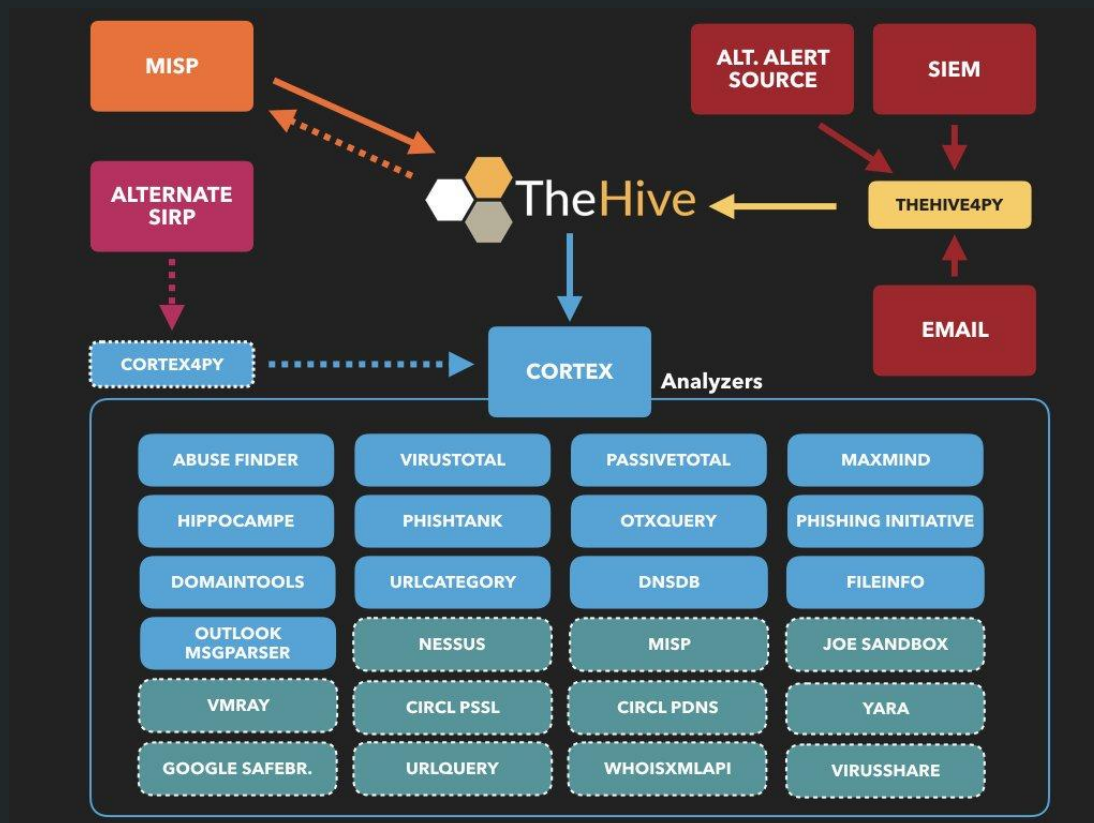 MISP
ALT. ALERT
SOURCE
SIEM
ALTERNATE
SIRP
TheHive
THEHIVE4PY
EMAIL
CORTEX4PY
CORTEX
Analyzers
ABUSE FINDER
VIRUSTOTAL
PASSIVETOTAL
MAXMIND
HIPPOCAMPE
PHISHTANK
OTXQUERY
PHISHING INITIATIVE
DOMAINTOOLS
URLCATEGORY
DNSDB
FILEINFO
OUTLOOK
MSGPARSER
NESSUS
MISP
JOE SANDBOX
VMRAY
CIRCL PSSL
CIRCL PDNS
YARA
GOOGLE SAFEBR.
URLQUERY
WHOISXMLAPI
VIRUSSHARE